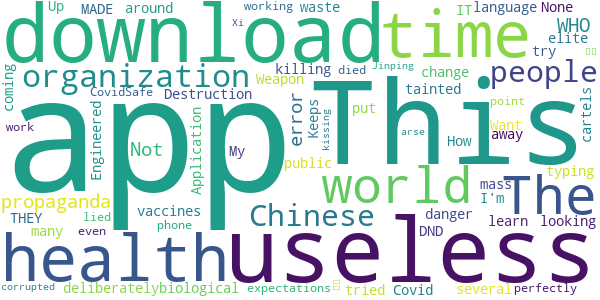 Up MADE around working waste IT language None
download time WHO
Xi elite
organization killing died Jinping try people
coming CovidSafe Weapon change tainted
app This
Engineered Destruction error Keeps kissing put How point cartels
Not Application My arse Want away work
public world I'm typing
propaganda vaccines The
THEY lied Chinese danger learn looking
many even phone DND mass
health useless
deliberately biological expectations tried Covid several perfectly
corrupted